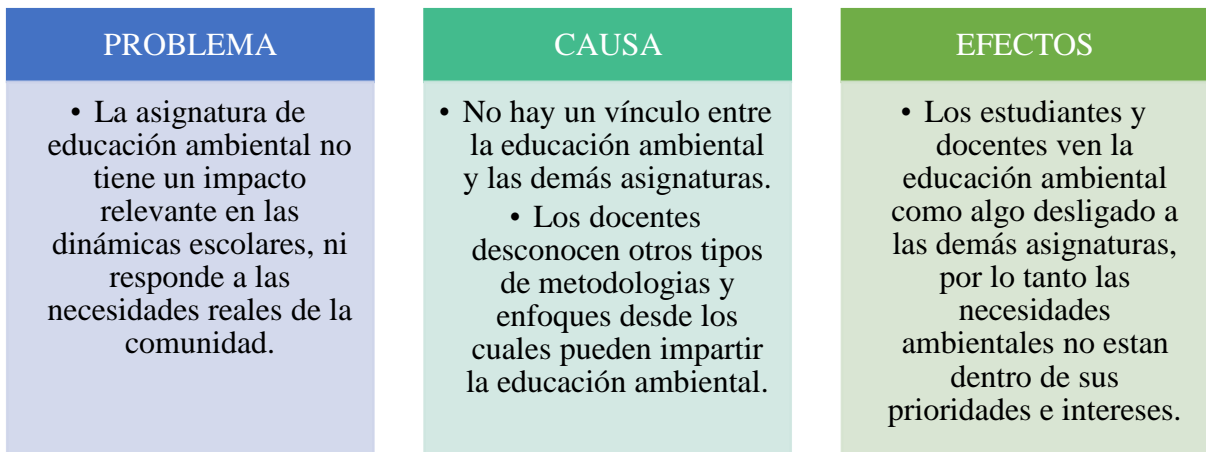 PROBLEMA
• La asignatura de
educación ambiental no
tiene un impacto
relevante en las
dinámicas escolares, ni
responde a las
necesidades reales de la
comunidad.
CAUSA
• No hay un vínculo entre
la educación ambiental
y las demás asignaturas.
• Los docentes
desconocen otros tipos
de metodologias y
enfoques desde los
cuales pueden impartir
la educación ambiental.
EFECTOS
• Los estudiantes y
docentes ven la
educación ambiental
como algo desligado a
las demás asignaturas,
por lo tanto las
necesidades
ambientales no estan
dentro de sus
prioridades e intereses.